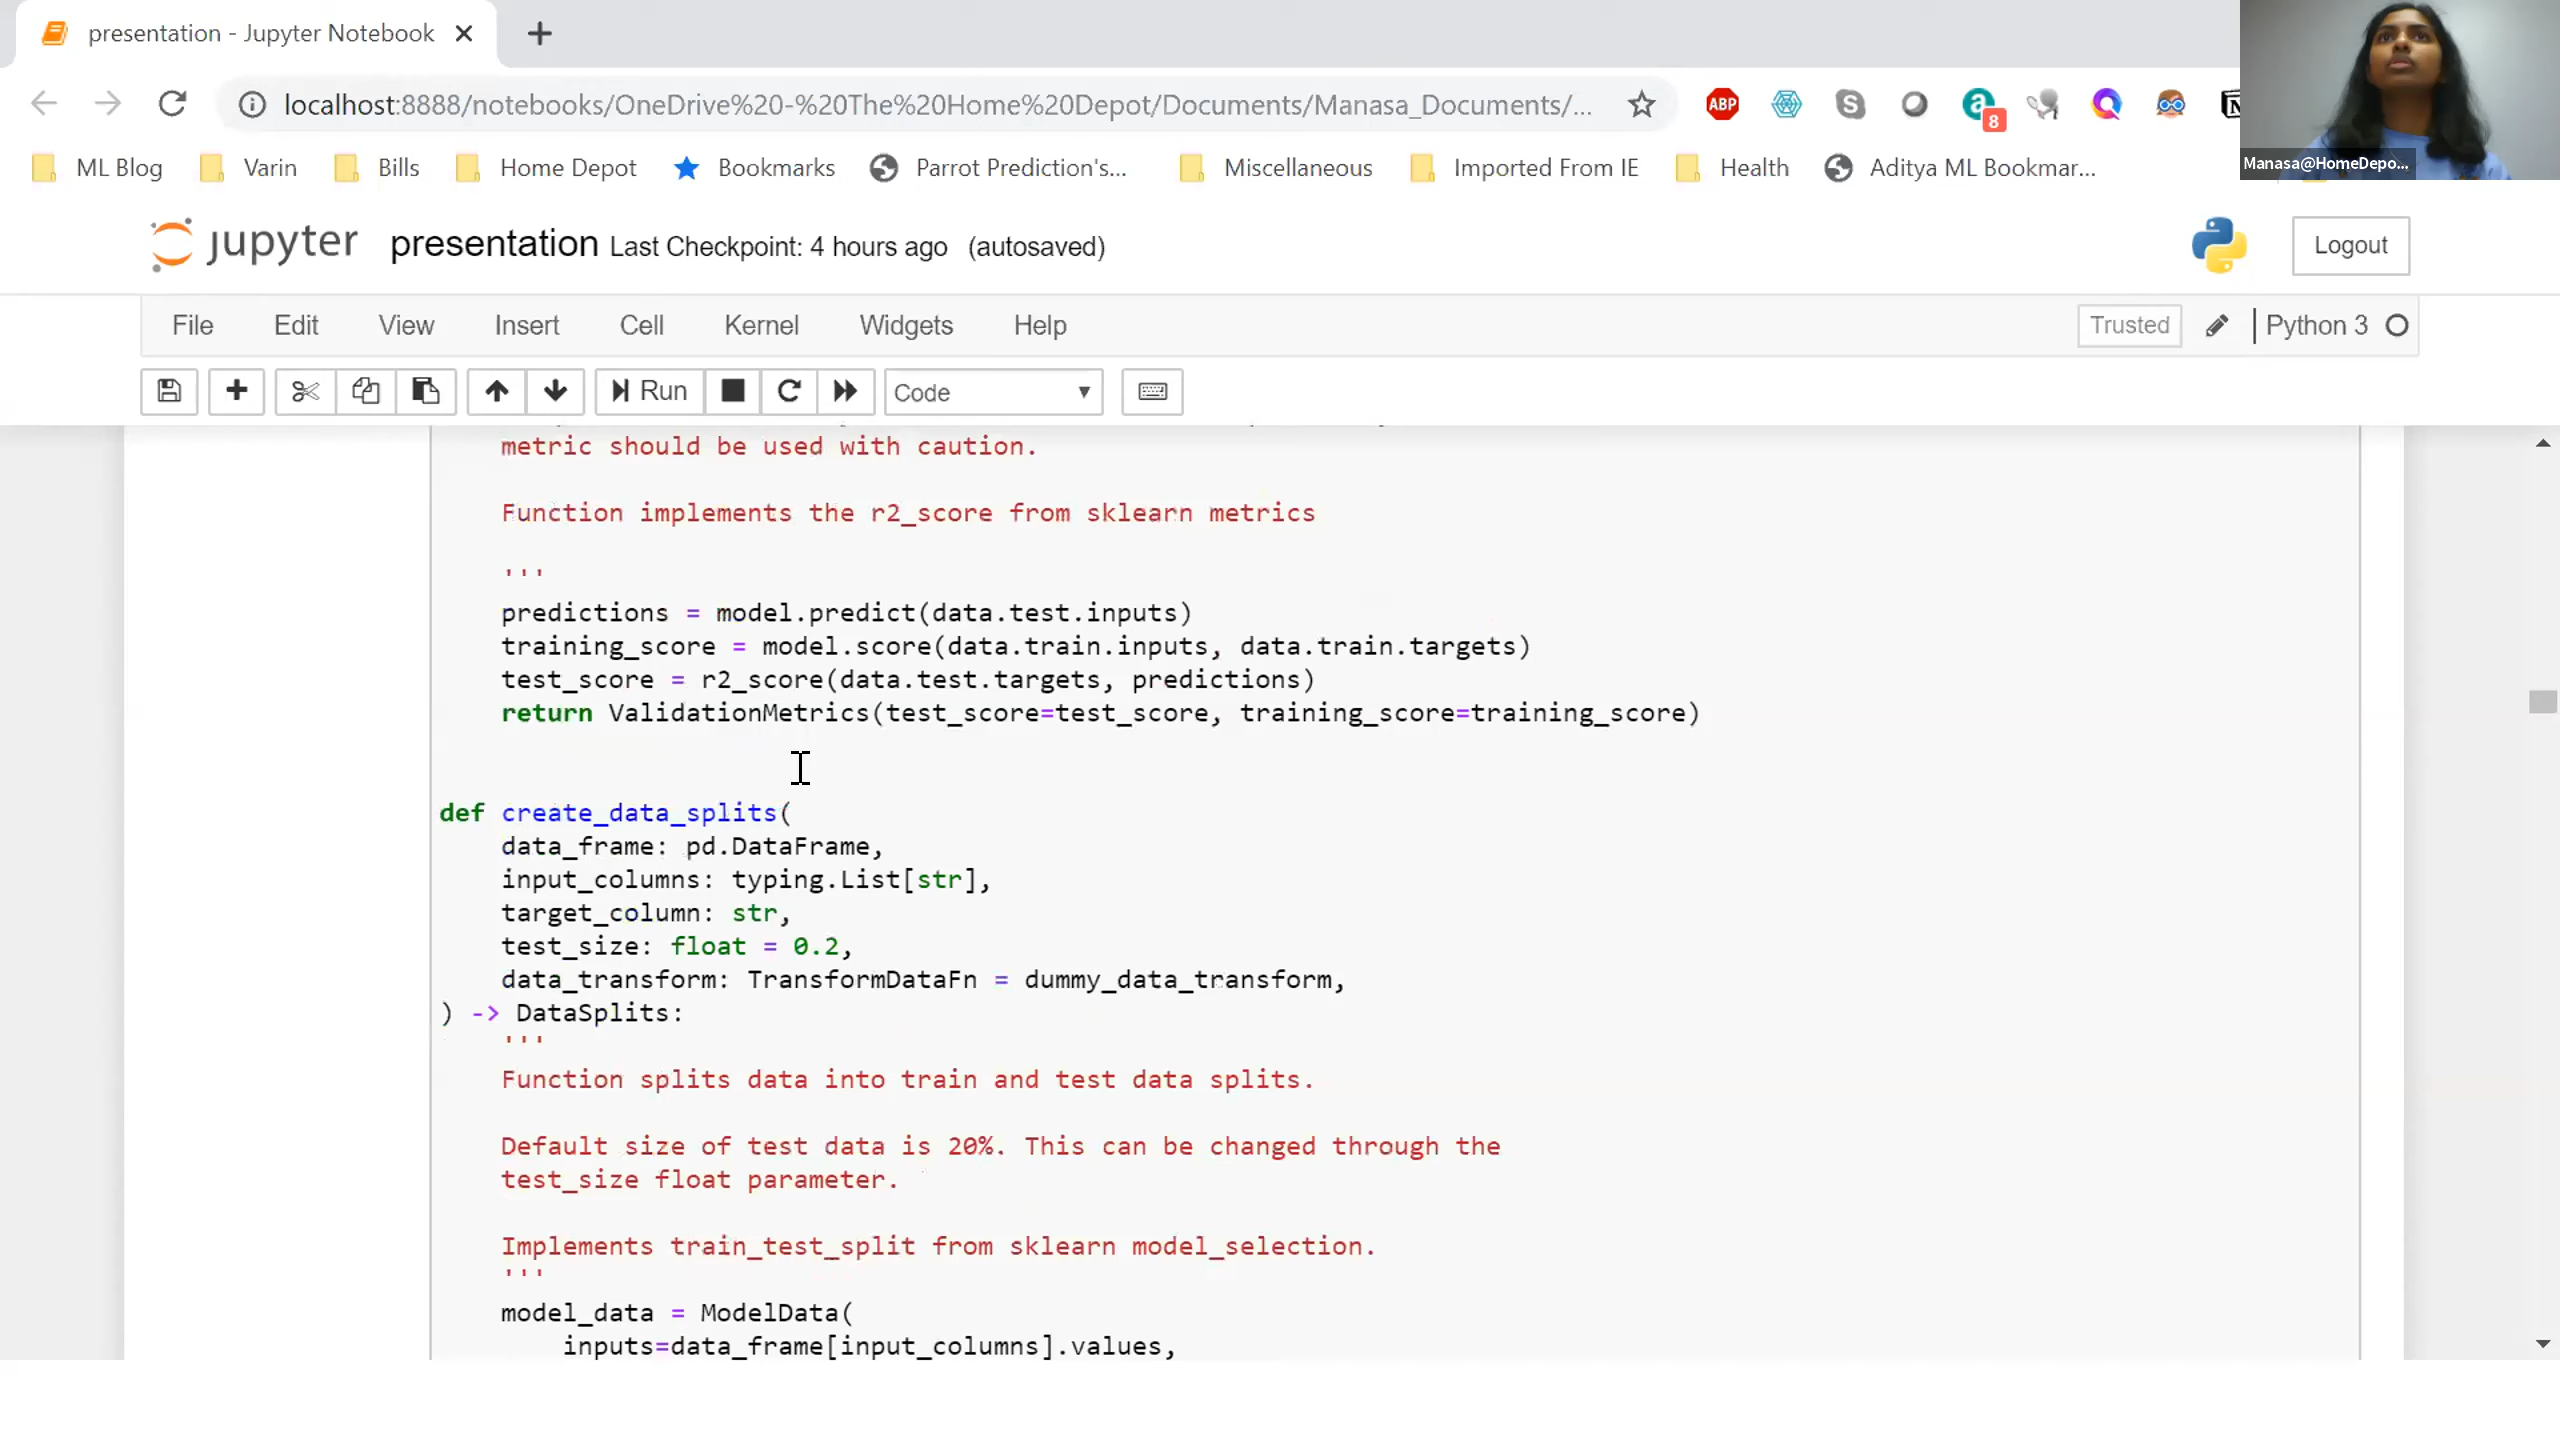 presentation - Jupyter Notebook
localhost:8888/notebooks/OneDrive%20-%20The%20Home%20Depot/Documents/Manasa_Documents/...
ABP
8
ML Blog
Varin
Bills
Home Depot
Bookmarks
Parrot Prediction's...
Miscellaneous
Imported From IE
Health
Aditya ML Bookmar...
Manasa@HomeDepo...
jupyter
presentation Last Checkpoint: 4 hours ago (autosaved)
Logout
File Edit View Insert Cell Kernel Widgets Help
Trusted
Python 3
Run
Code
metric should be used with caution.
Function implements the r2_score from sklearn metrics
'''
predictions = model.predict(data.test.inputs)
training_score = model.score(data.train.inputs, data.train.targets)
test_score = r2_score(data.test.targets, predictions)
return ValidationMetrics(test_score=test_score, training_score=training_score)
def create_data_splits(
data_frame: pd.DataFrame,
input_columns: typing.List[str],
target_column: str,
test_size: float = 0.2,
data_transform: TransformDataFn = dummy_data_transform,
) -> DataSplits:
'''
Function splits data into train and test data splits.
Default size of test data is 20%. This can be changed through the
test_size float parameter.
Implements train_test_split from sklearn model_selection.
'''
model_data = ModelData(
inputs=data_frame[input_columns].values,